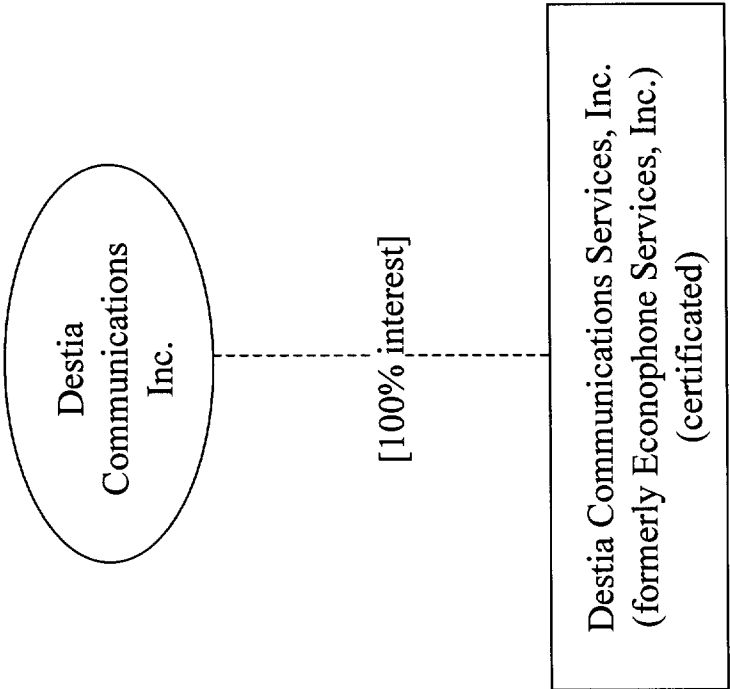 Destia
Communications
Inc.
[100% interest]
Destia Communications Services, Inc.
(formerly Econophone Services, Inc.)
(certificated)